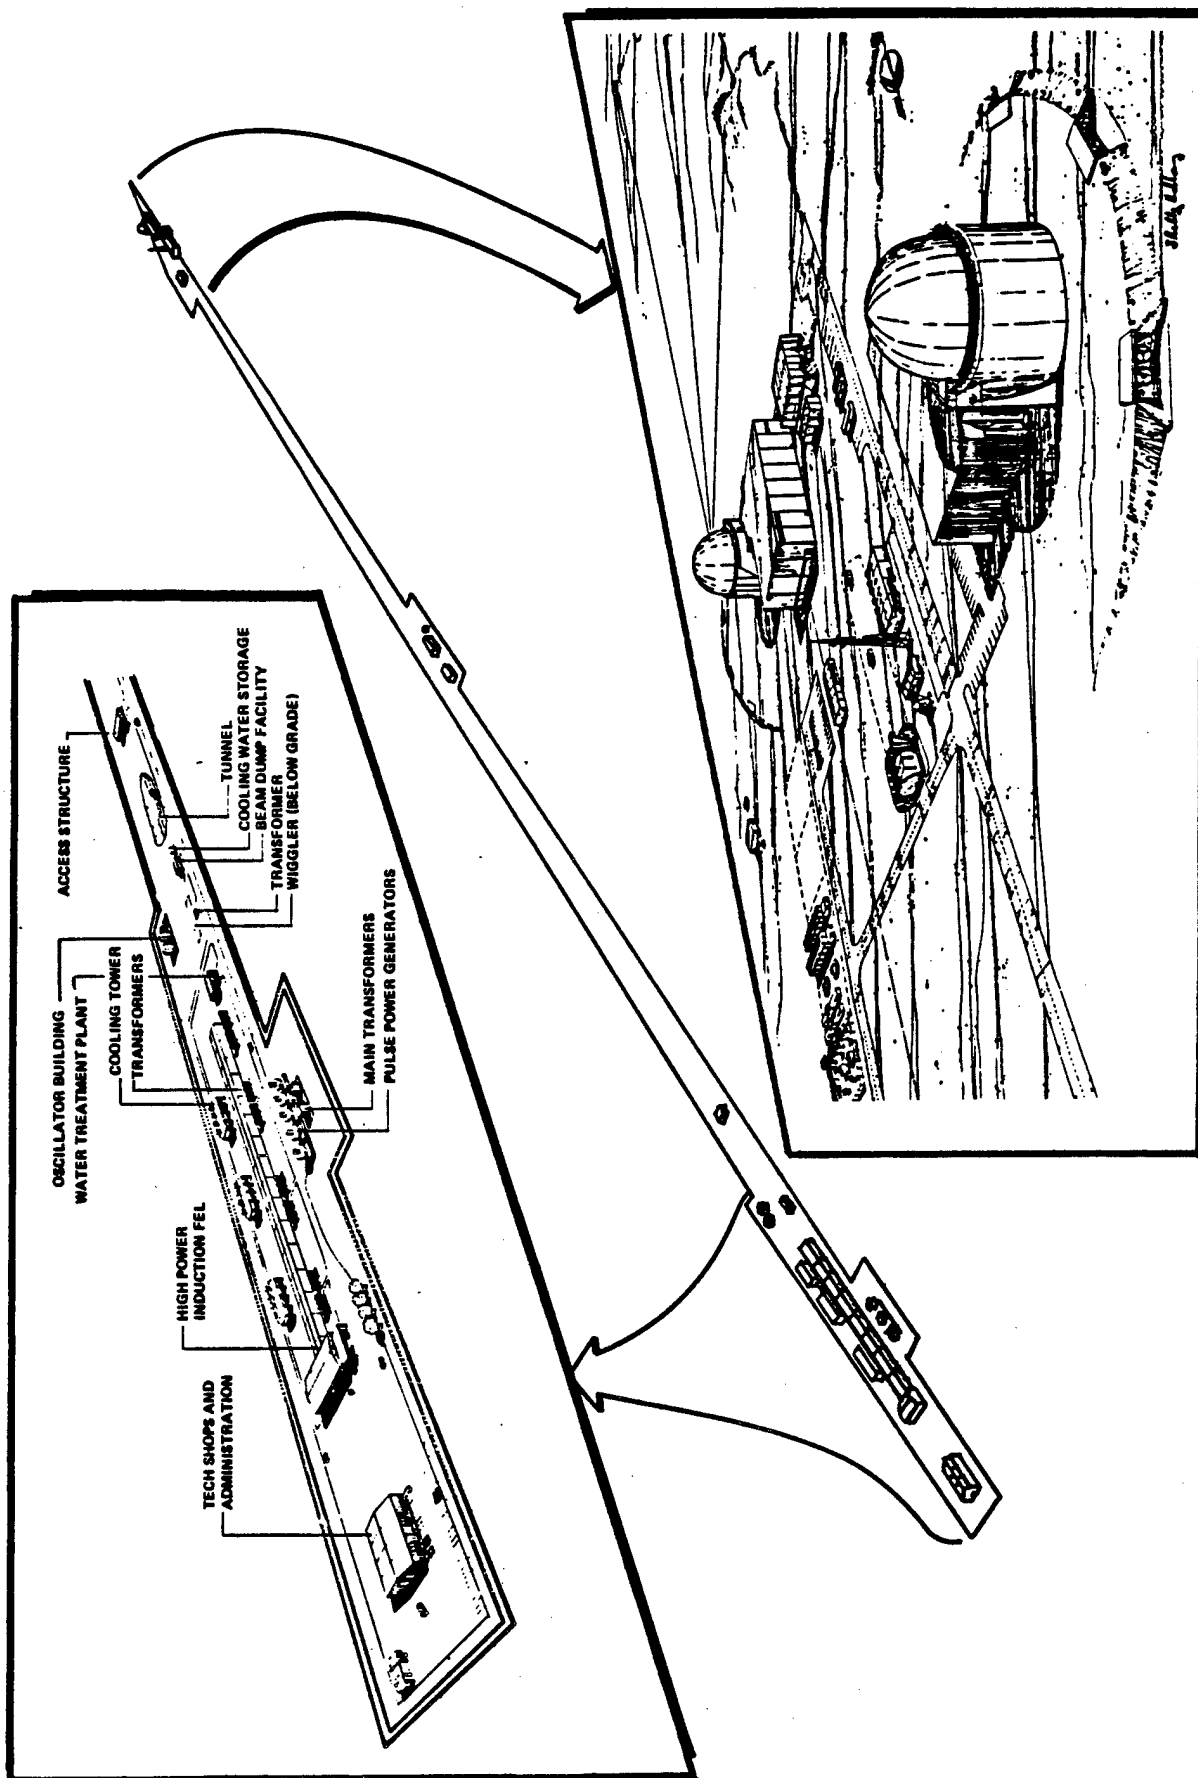 ACCESS STRUCTURE
OSCILLATOR BUILDING
WATER TREATMENT PLANT
COOLING TOWER
TRANSFORMERS
HIGH POWER
INDUCTION FEL
TECH SHOPS AND
ADMINISTRATION
TUNNEL
COOLING WATER STORAGE
BEAM DUMP FACILITY
TRANSFORMER
WIGGLER (BELOW GRADE)
MAIN TRANSFORMERS
PULSE POWER GENERATORS